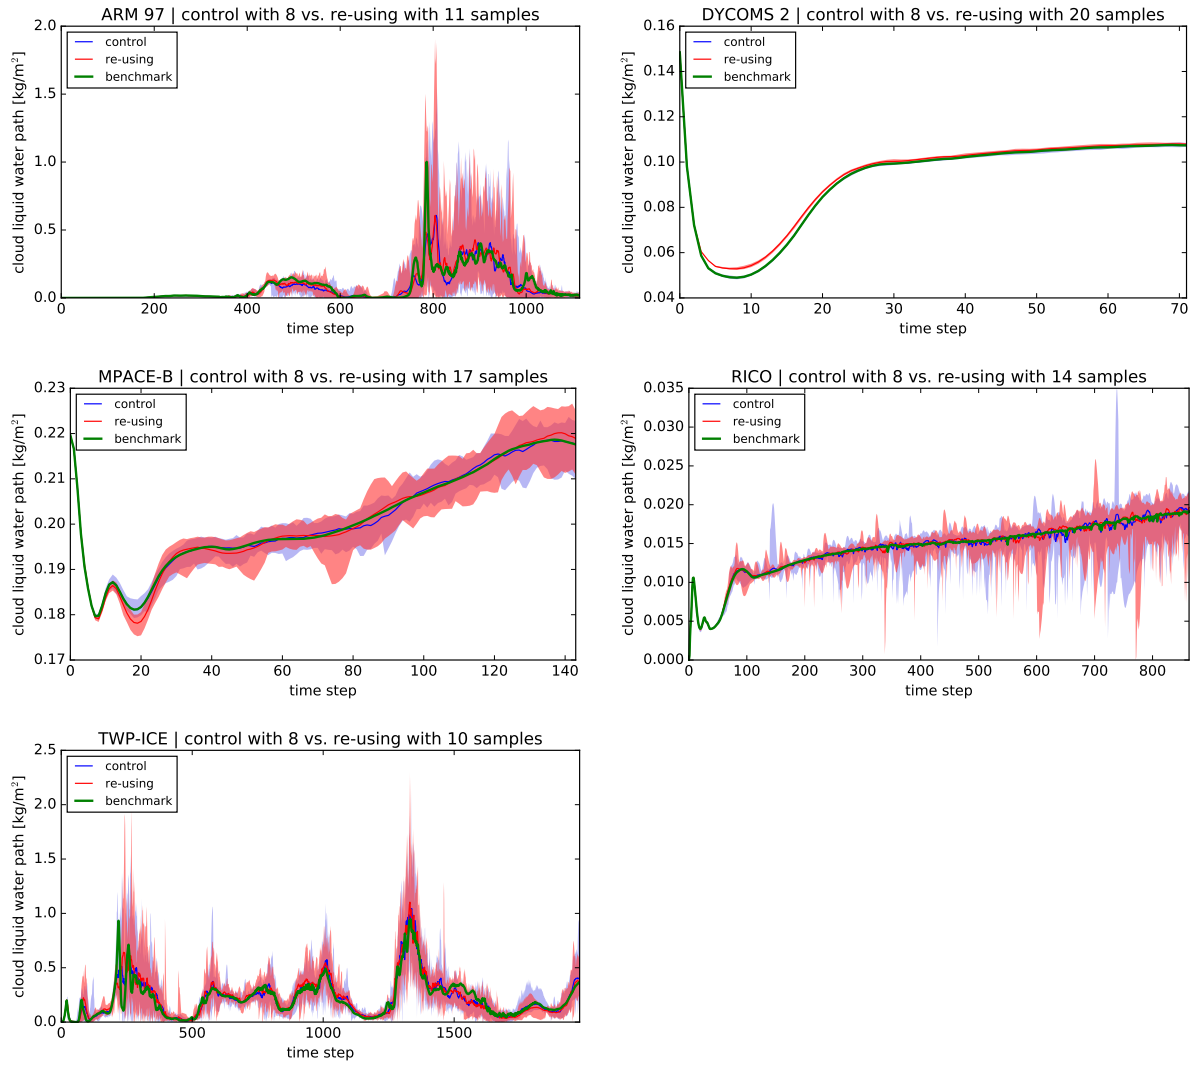 ARM 97 | control with 8 vs. re-using with 11 samples
cloud liquid water path [kg/m²]
2.0
1.5
1.0
0.5
0.0
control
re-using
benchmark
0 200 400 600 800 1000
time step
DYCOMS 2 | control with 8 vs. re-using with 20 samples
cloud liquid water path [kg/m²]
0.16
0.14
0.12
0.10
0.08
0.06
0.04
control
re-using
benchmark
0 10 20 30 40 50 60 70
time step
MPACE-B | control with 8 vs. re-using with 17 samples
cloud liquid water path [kg/m²]
0.23
0.22
0.21
0.20
0.19
0.18
0.17
control
re-using
benchmark
0 20 40 60 80 100 120 140
time step
RICO | control with 8 vs. re-using with 14 samples
cloud liquid water path [kg/m²]
0.035
0.030
0.025
0.020
0.015
0.010
0.005
0.000
control
re-using
benchmark
0 100 200 300 400 500 600 700 800
time step
TWP-ICE | control with 8 vs. re-using with 10 samples
cloud liquid water path [kg/m²]
2.5
2.0
1.5
1.0
0.5
0.0
control
re-using
benchmark
0 500 1000 1500
time step